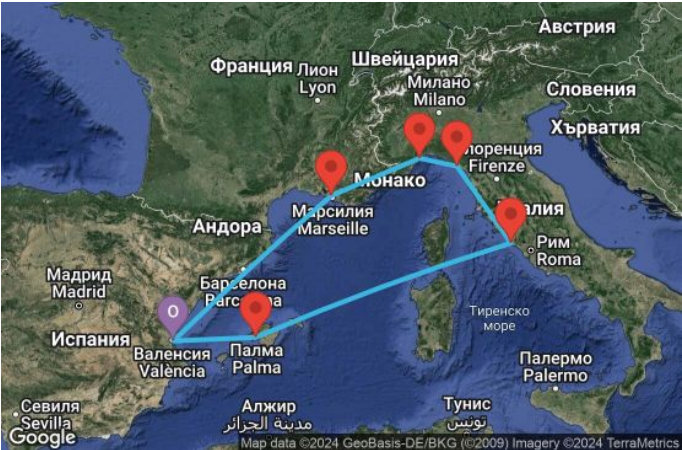 Австрия
Швейцария
Франция
Лион
Lyon
Милано
Milano
Словения
Хърватия
лоренция
Firenze
Монако
Марсилия
Marseille
алия
Андора
Рим
Roma
Мадрид
Madrid
Барселона
Barcelona
O
Тиренско
море
Испания
Валенсия
València
Палма
Palma
Палермо
Palermo
Севиля
Sevilla
Алжир
مدينة الجزائر
Тунис
تونس
Google
Map data ©2024 GeoBasis-DE/BKG (©2009) Imagery ©2024 TerraMetrics